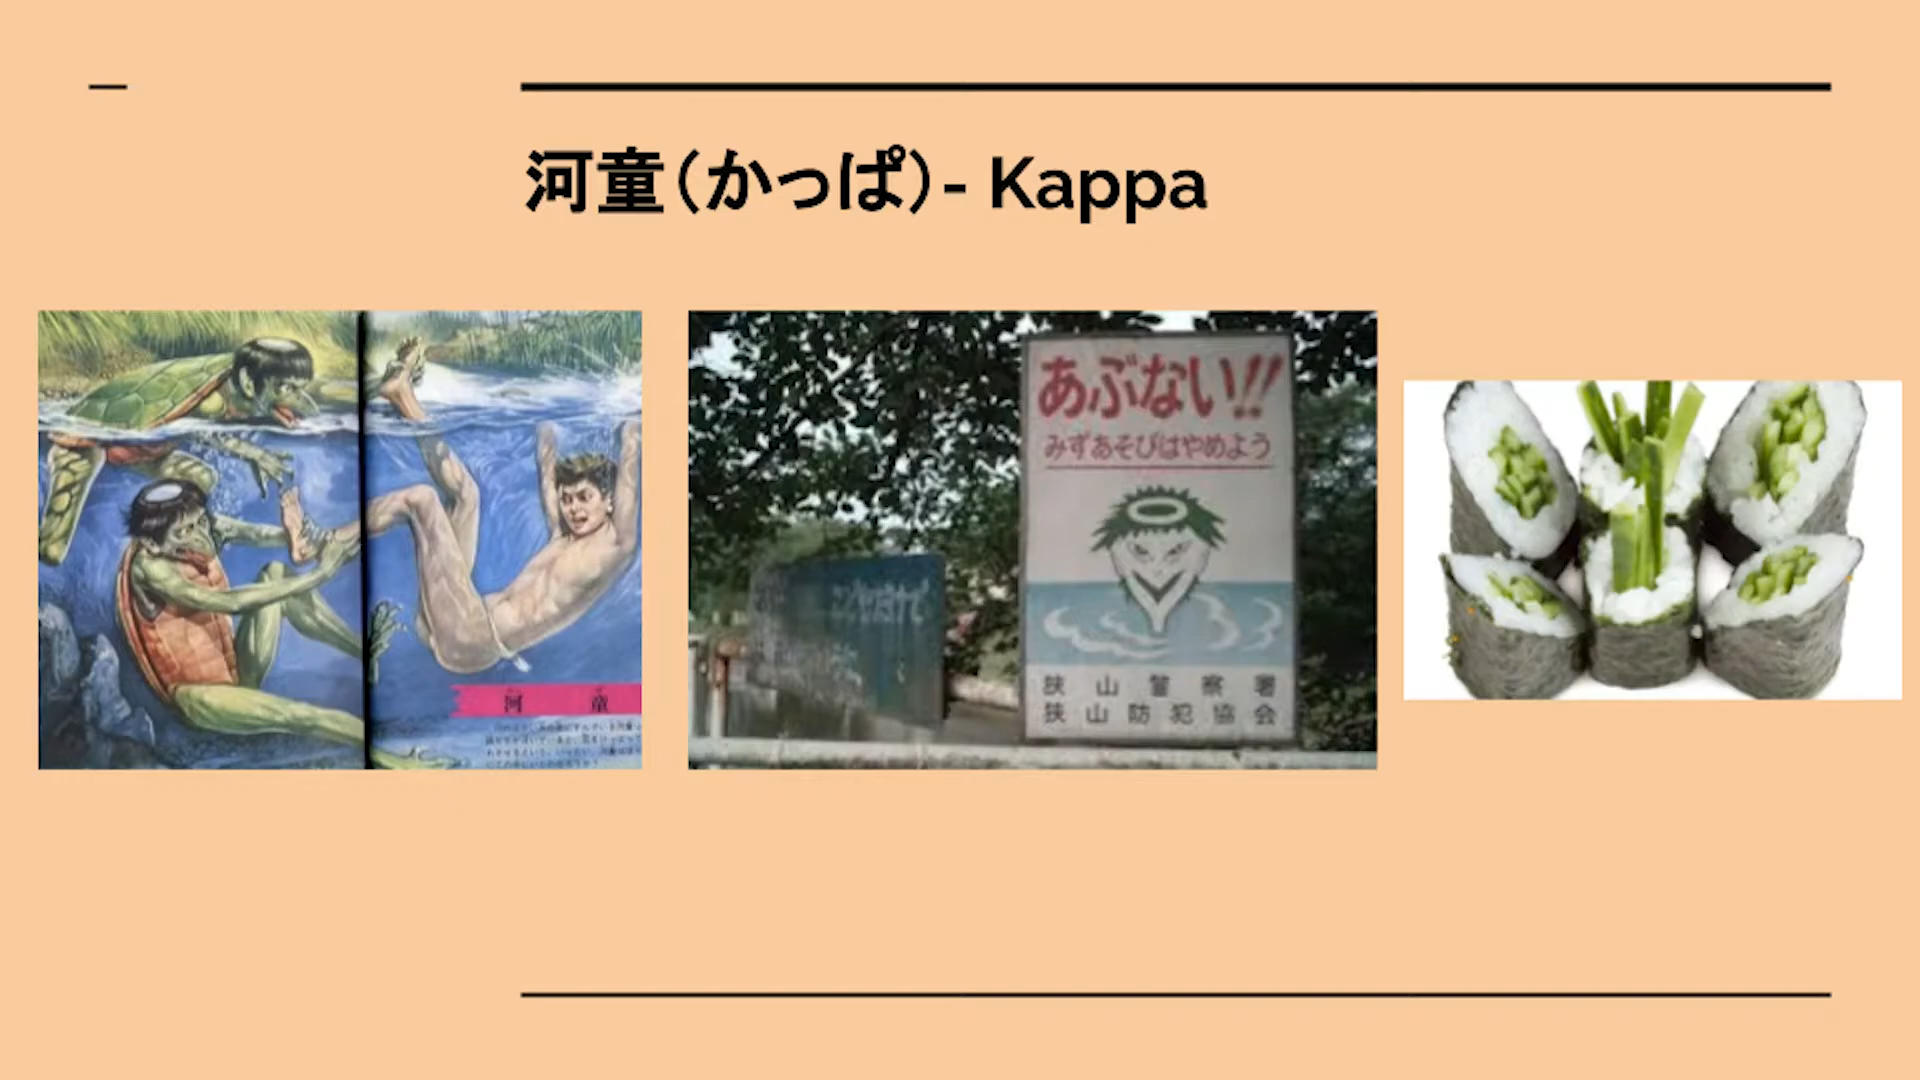 河童（かっぱ）- Kappa
河 童
あぶない!!
みずあそびはやめよう
狭山警察署
狭山防犯協会